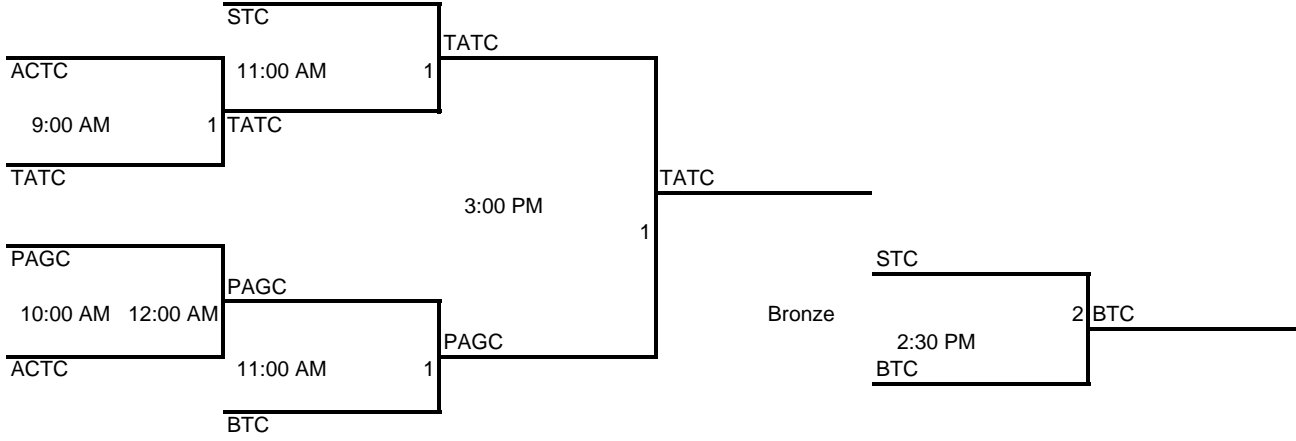 STC
TATC
ACTC
11:00 AM 1
9:00 AM 1 TATC
TATC
TATC
3:00 PM
1
PAGC
STC
PAGC
10:00 AM 12:00 AM
Bronze
2 BTC
PAGC
2:30 PM
ACTC
11:00 AM 1
BTC
BTC